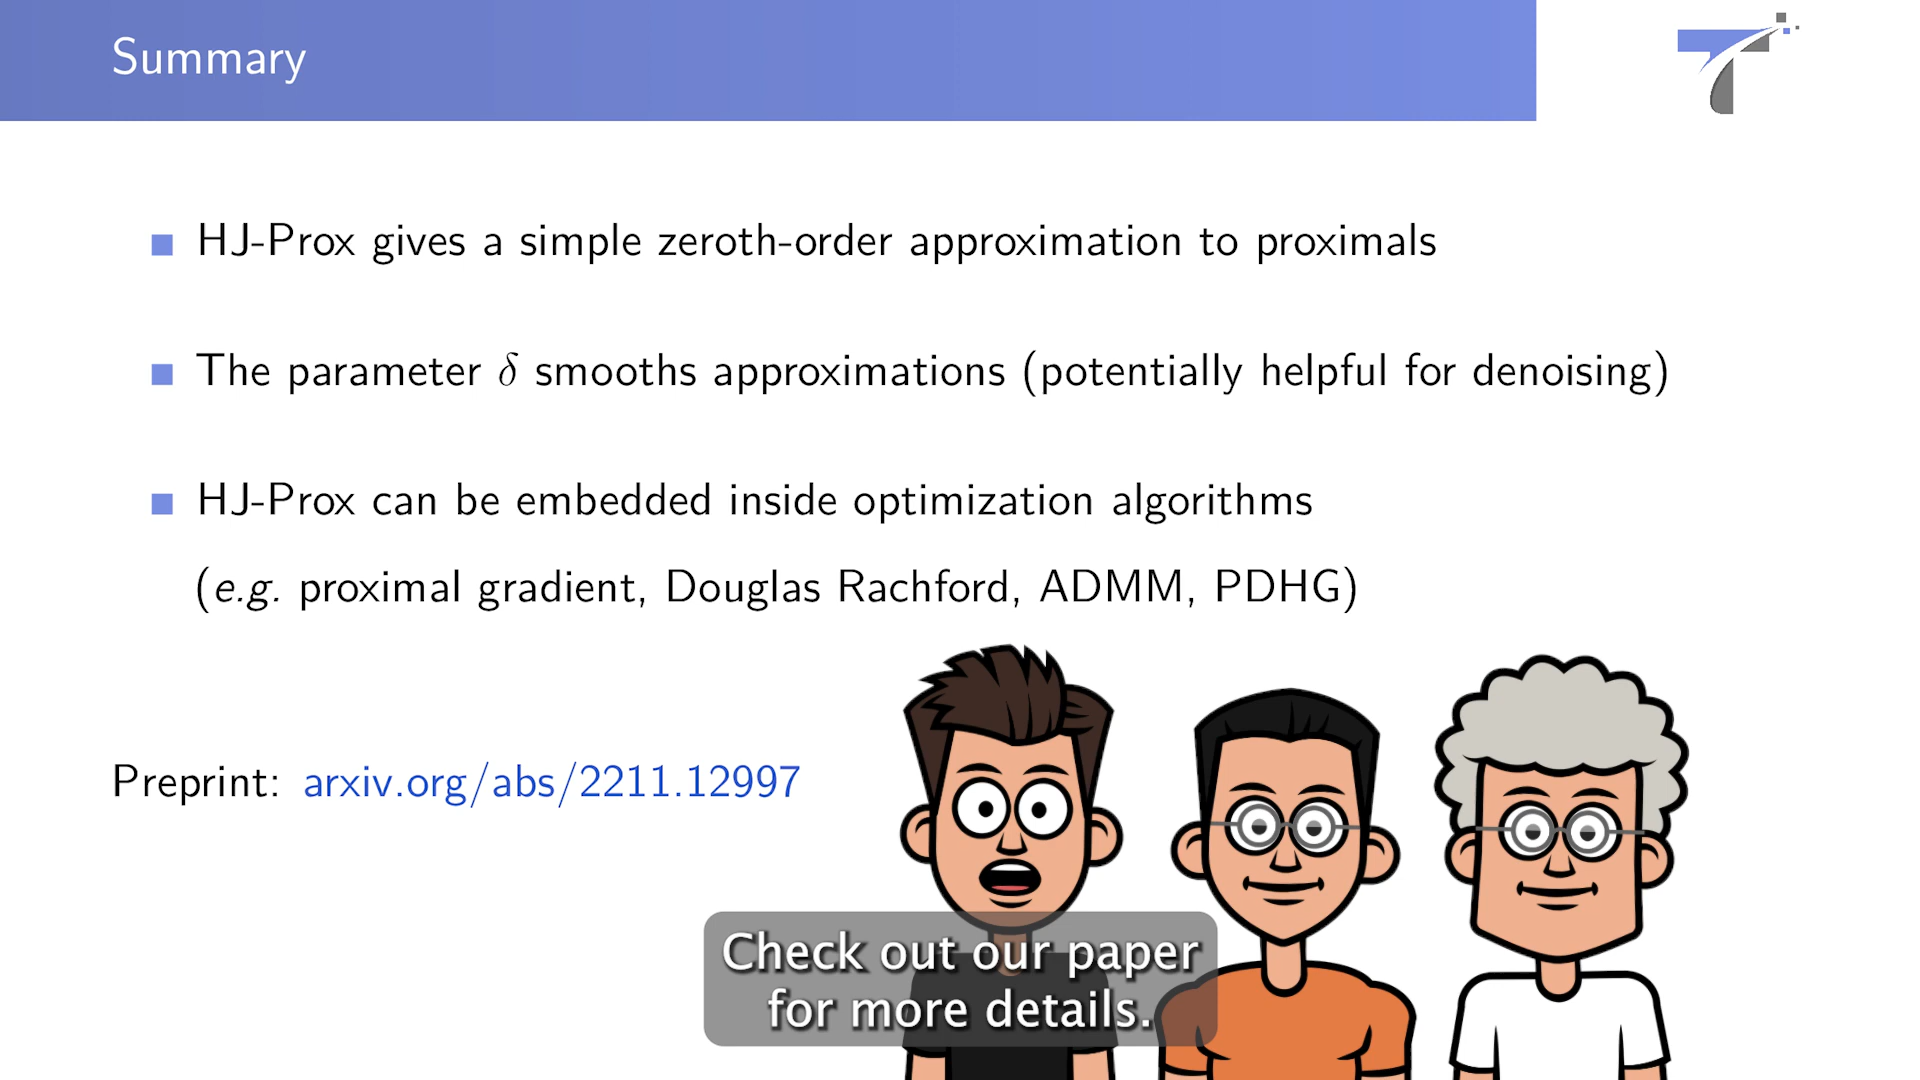 Summary
HJ-Prox gives a simple zeroth-order approximation to proximals
The parameter δ smooths approximations (potentially helpful for denoising)
HJ-Prox can be embedded inside optimization algorithms
(e.g. proximal gradient, Douglas Rachford, ADMM, PDHG)
Preprint: arxiv.org/abs/2211.12997
Check out our paper
for more details.